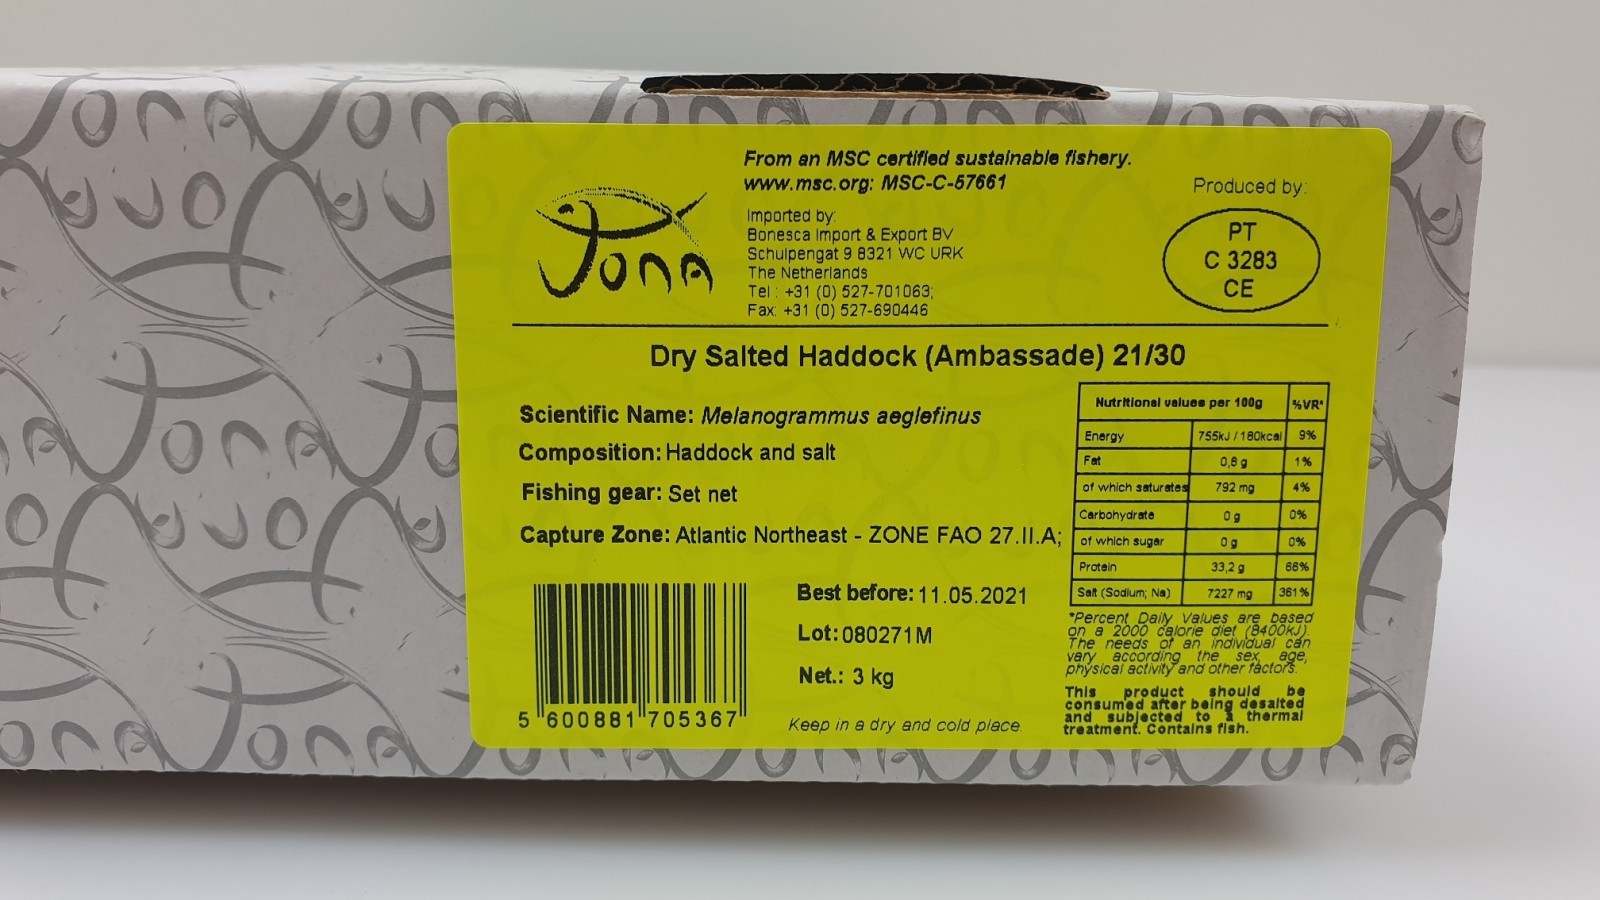 From an MSC certified sustainable fishery.
www.msc.org: MSC-C-57661
Jona
Imported by:
Bonesca Import & Export BV
Schulpengat 9 8321 WC URK
The Netherlands
Tel : +31 (0) 527-701063;
Fax: +31 (0) 527-690446
Produced by:
PT
C 3283
CE
Dry Salted Haddock (Ambassade) 21/30
Scientific Name: Melanogrammus aeglefinus
Composition: Haddock and salt
Fishing gear: Set net
Capture Zone: Atlantic Northeast - ZONE FAO 27.II.A;
Nutritional values per 100g %VR*
Energy 755kJ / 180kcal 9%
Fat 0,8 g 1%
of which saturates 792 mg 4%
Carbohydrate 0 g 0%
of which sugar 0 g 0%
Protein 33,2 g 66%
Salt (Sodium; Na) 7227 mg 361%
*Percent Daily Values are based
on a 2000 calorie diet (8400kJ).
The needs of an individual can
vary according the sex, age,
physical activity and other factors.
This product should be
consumed after being desalted
and subjected to a thermal
treatment. Contains fish.
Best before: 11.05.2021
Lot: 080271M
Net.: 3 kg
Keep in a dry and cold place.
5 600881 705367